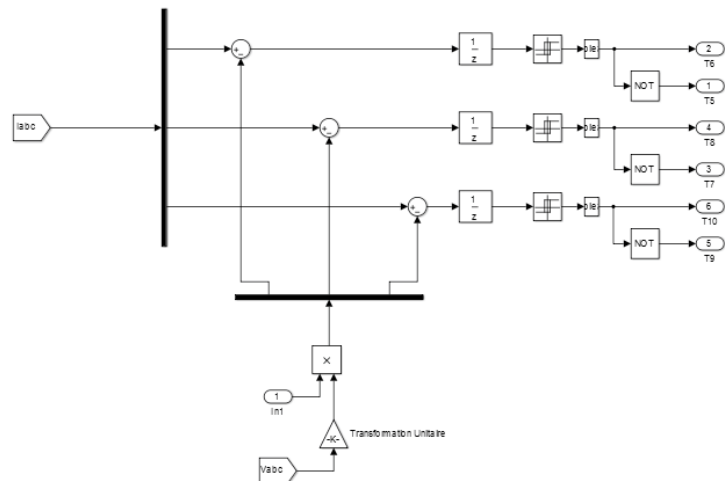 1
z
2
T6
NOT
1
T5
Iabc
1
z
4
T8
NOT
3
T7
1
z
6
T10
NOT
5
T9
×
1
In1
-K-
Transformation Unitaire
Vabc